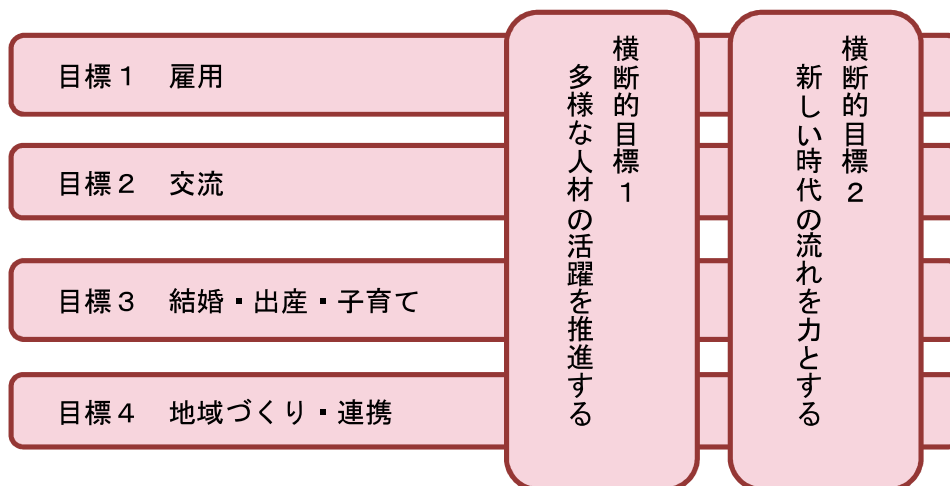 目標１　雇用
目標２　交流
目標３　結婚・出産・子育て
目標４　地域づくり・連携
横断的目標１
多様な人材の活躍を推進する
横断的目標２
新しい時代の流れを力とする